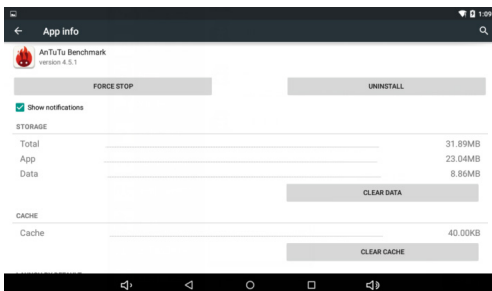 1:09
App info
AnTuTu Benchmark
version 4.5.1
FORCE STOP UNINSTALL
Show notifications
STORAGE
Total 31.89MB
App 23.04MB
Data 8.86MB
CLEAR DATA
CACHE
Cache 40.00KB
CLEAR CACHE